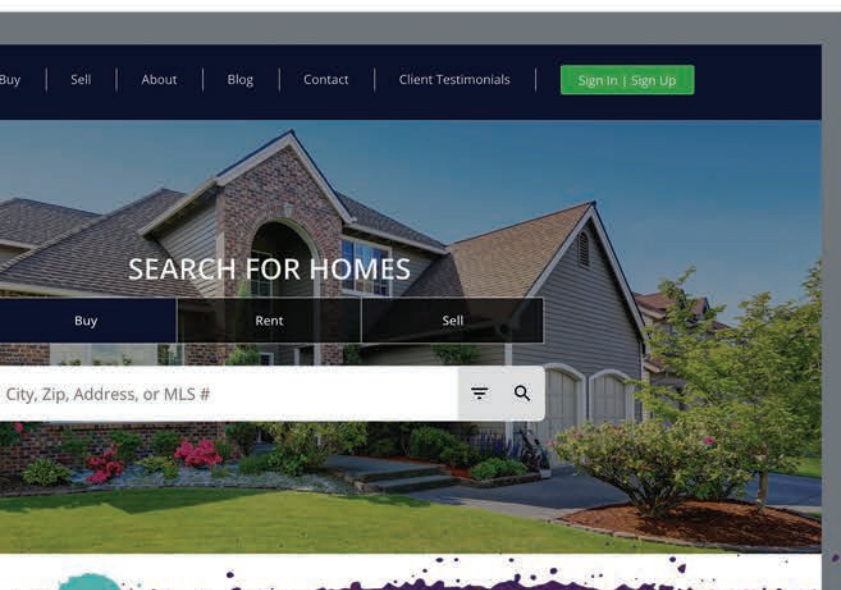 Buy | Sell | About | Blog | Contact | Client Testimonials | Sign In | Sign Up
SEARCH FOR HOMES
Buy Rent Sell
City, Zip, Address, or MLS #